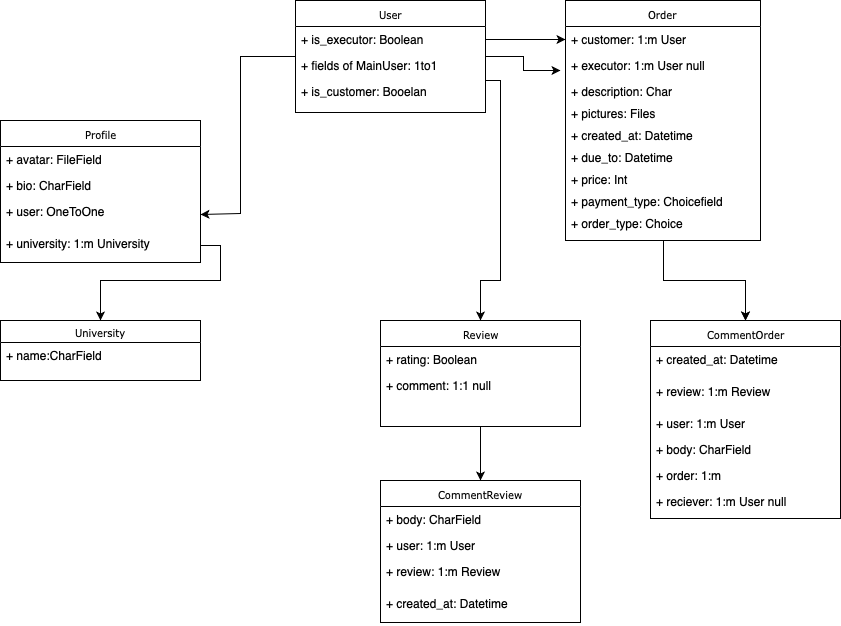 User
+ is_executor: Boolean
+ fields of MainUser: 1to1
+ is_customer: Booelan
Order
+ customer: 1:m User
+ executor: 1:m User null
+ description: Char
+ pictures: Files
+ created_at: Datetime
+ due_to: Datetime
+ price: Int
+ payment_type: Choicefield
+ order_type: Choice
Profile
+ avatar: FileField
+ bio: CharField
+ user: OneToOne
+ university: 1:m University
University
+ name:CharField
Review
+ rating: Boolean
+ comment: 1:1 null
CommentOrder
+ created_at: Datetime
+ review: 1:m Review
+ user: 1:m User
+ body: CharField
+ order: 1:m
+ reciever: 1:m User null
CommentReview
+ body: CharField
+ user: 1:m User
+ review: 1:m Review
+ created_at: Datetime